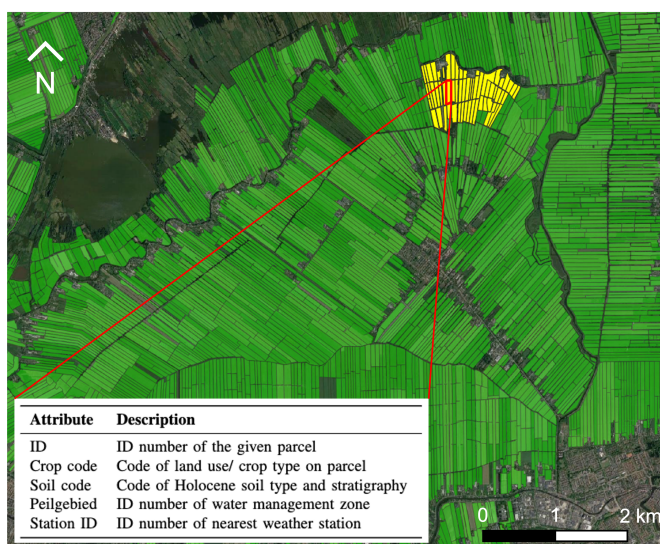 N
Attribute Description
ID ID number of the given parcel
Crop code Code of land use/ crop type on parcel
Soil code Code of Holocene soil type and stratigraphy
Peilgebied ID number of water management zone
Station ID ID number of nearest weather station
0 1 2 km